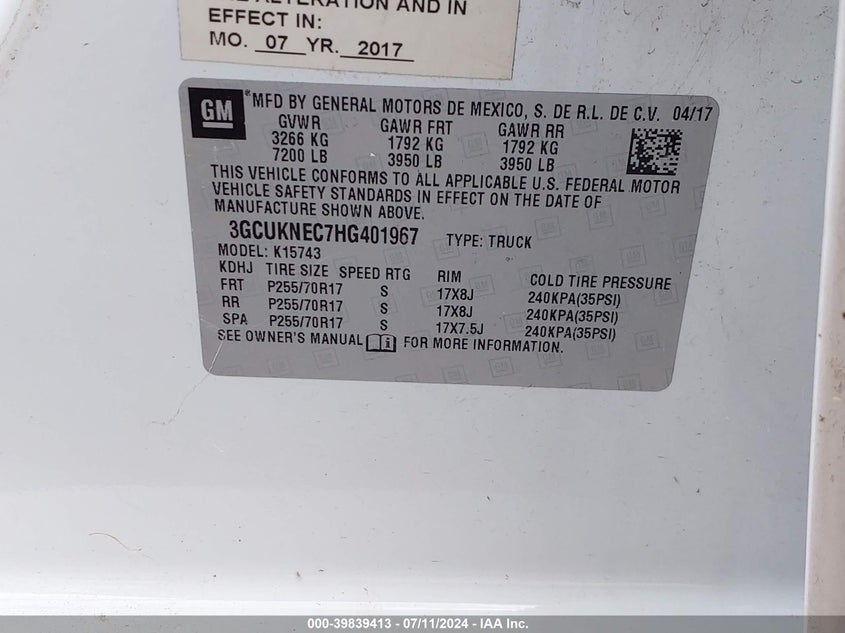 ALTERATION AND IN
EFFECT IN:
MO. 07 YR. 2017
GM
® MFD BY GENERAL MOTORS DE MEXICO, S. DE R.L. DE C.V. 04/17
GVWR GAWR FRT GAWR RR
3266 KG 1792 KG 1792 KG
7200 LB 3950 LB 3950 LB
THIS VEHICLE CONFORMS TO ALL APPLICABLE U.S. FEDERAL MOTOR
VEHICLE SAFETY STANDARDS IN EFFECT ON THE DATE OF
MANUFACTURE SHOWN ABOVE.
3GCUKNEC7HG401967 TYPE: TRUCK
MODEL: K15743
KDHJ TIRE SIZE SPEED RTG RIM COLD TIRE PRESSURE
FRT P255/70R17 S 17X8J 240KPA(35PSI)
RR P255/70R17 S 17X8J 240KPA(35PSI)
SPA P255/70R17 S 17X7.5J 240KPA(35PSI)
SEE OWNER'S MANUAL FOR MORE INFORMATION.
000-39839413 - 07/11/2024 - IAA Inc.